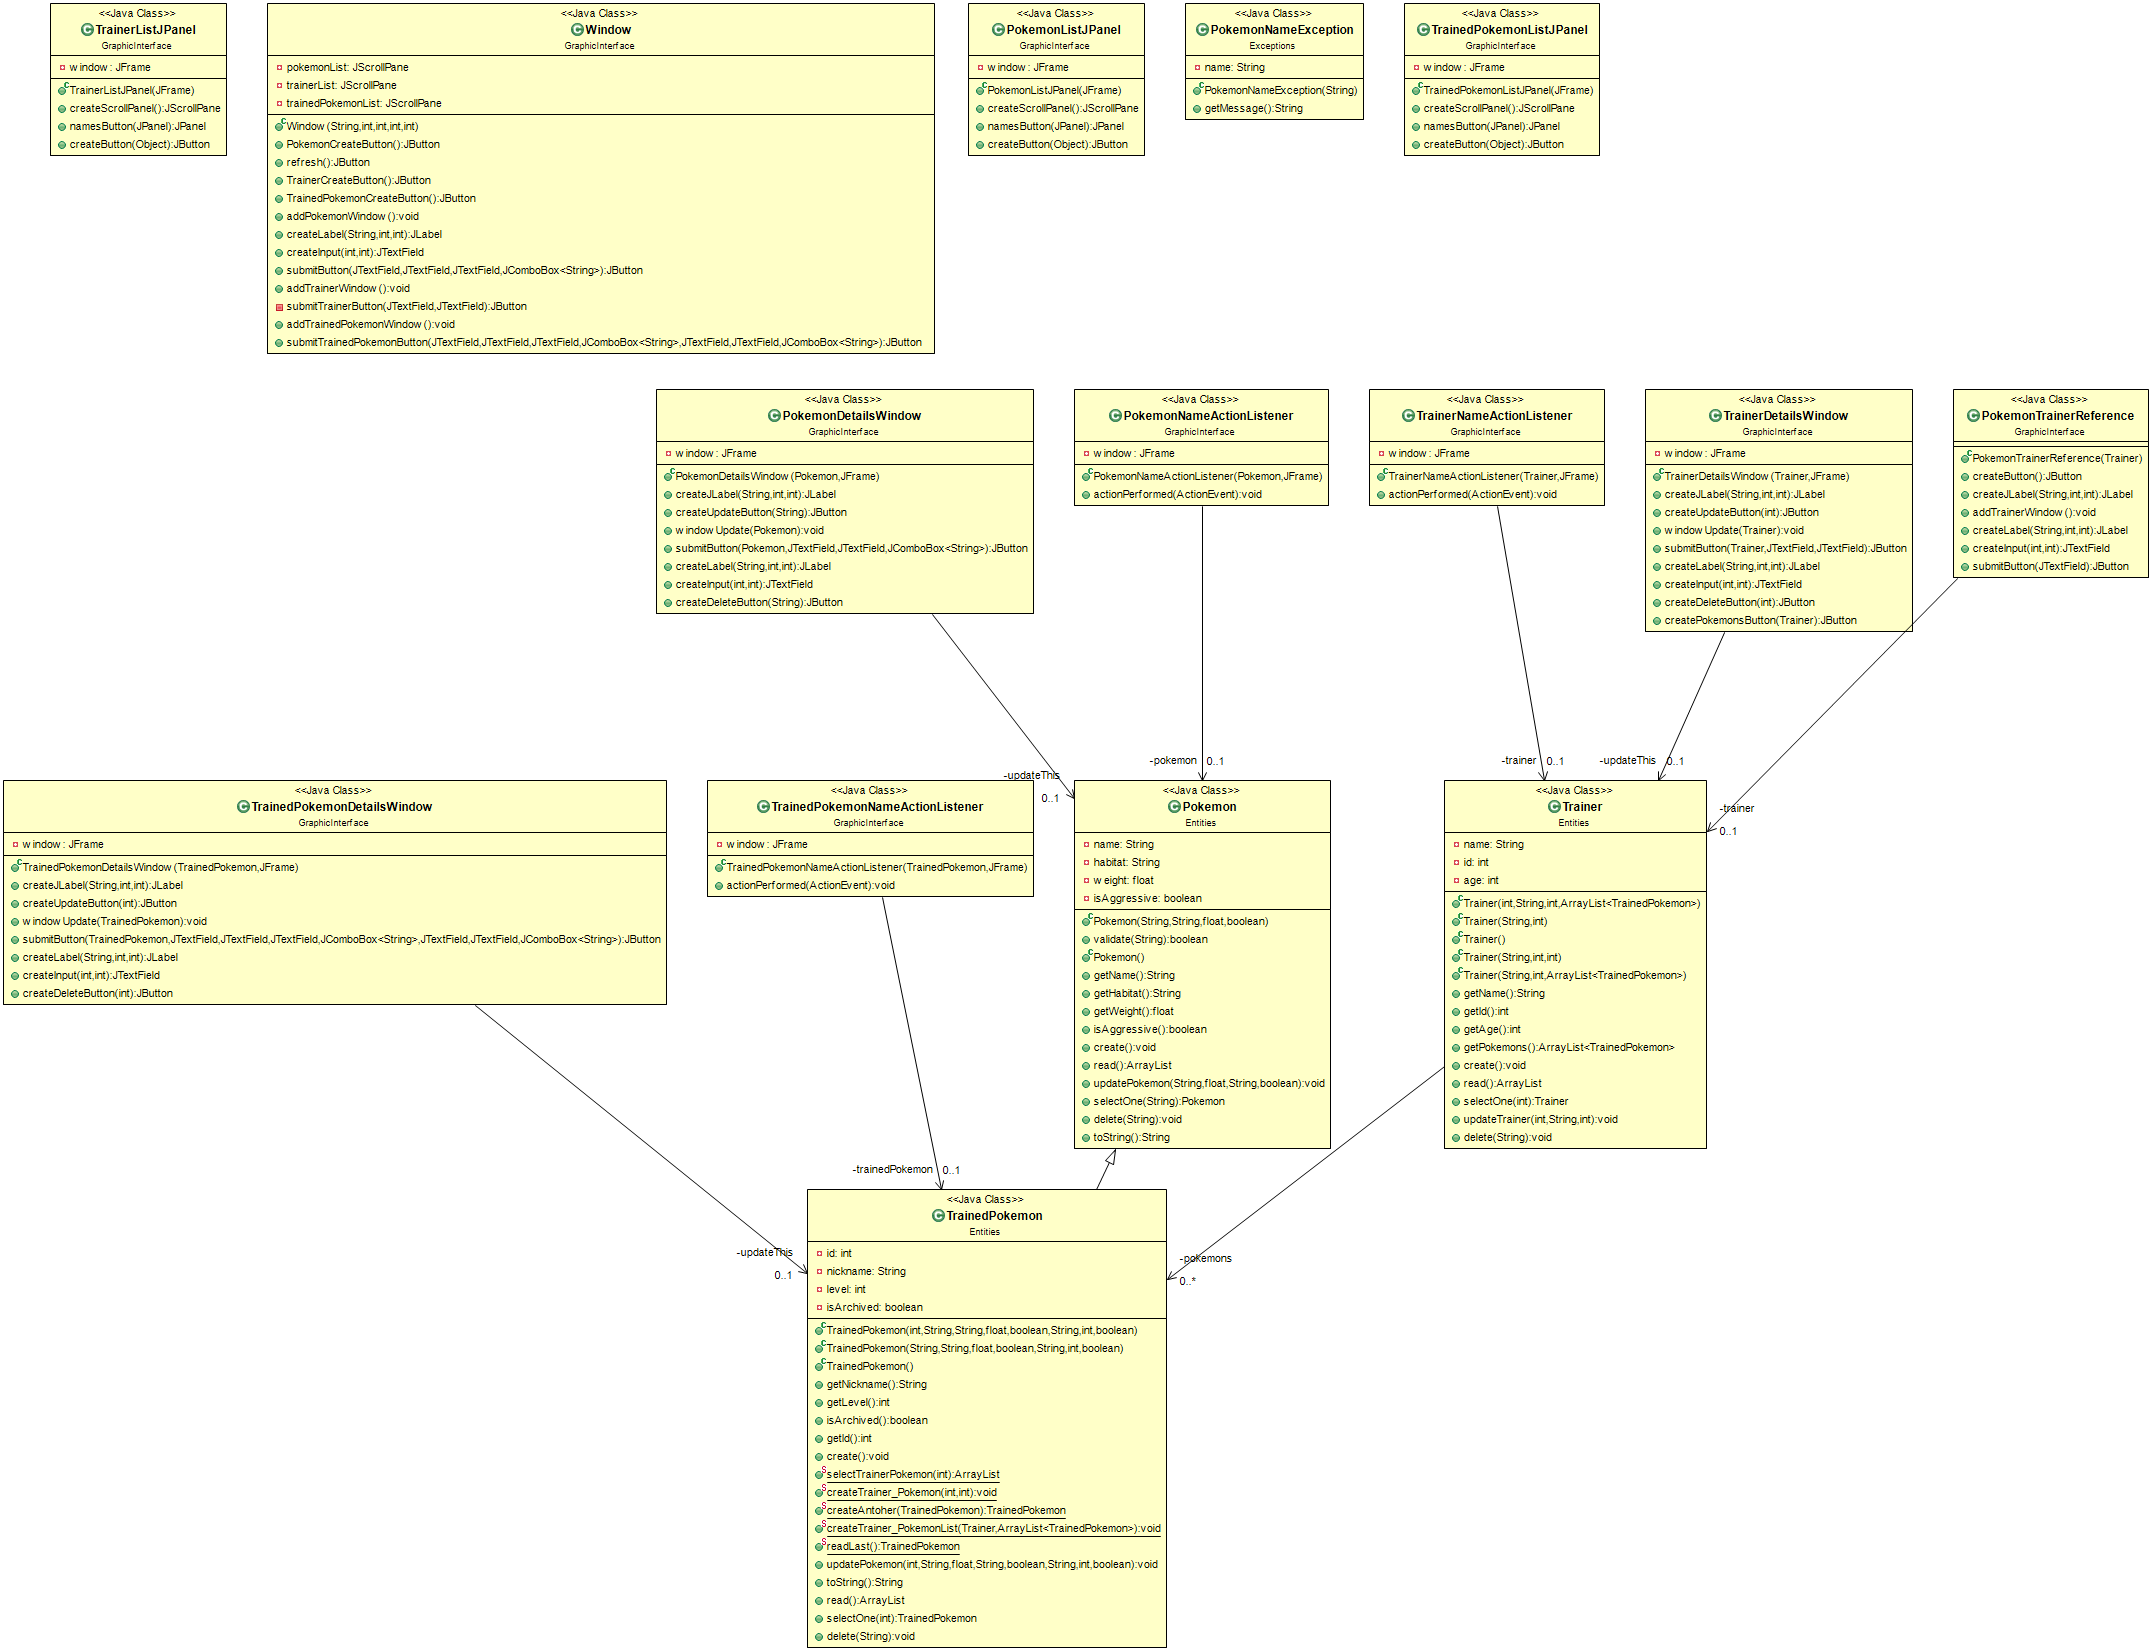 <<Java Class>>
TrainerListJPanel
GraphicInterface
window: JFrame
TrainerListJPanel(JFrame)
createScrollPanel():JScrollPane
namesButton(JPanel):JPanel
createButton(Object):JButton
<<Java Class>>
Window
GraphicInterface
pokemonList: JScrollPane
trainerList: JScrollPane
trainedPokemonList: JScrollPane
Window(String,int,int,int,int)
PokemonCreateButton():JButton
refresh():JButton
TrainerCreateButton():JButton
TrainedPokemonCreateButton():JButton
addPokemonWindow():void
createLabel(String,int,int):JLabel
createInput(int,int):JTextField
submitButton(JTextField,JTextField,JTextField,JComboBox<String>):JButton
addTrainerWindow():void
submitTrainerButton(JTextField,JTextField):JButton
addTrainedPokemonWindow():void
submitTrainedPokemonButton(JTextField,JTextField,JTextField,JComboBox<String>,JTextField,JTextField,JComboBox<String>):JButton
<<Java Class>>
PokemonListJPanel
GraphicInterface
window: JFrame
PokemonListJPanel(JFrame)
createScrollPanel():JScrollPane
namesButton(JPanel):JPanel
createButton(Object):JButton
<<Java Class>>
PokemonNameException
Exceptions
name: String
PokemonNameException(String)
getMessage():String
<<Java Class>>
TrainedPokemonListJPanel
GraphicInterface
window: JFrame
TrainedPokemonListJPanel(JFrame)
createScrollPanel():JScrollPane
namesButton(JPanel):JPanel
createButton(Object):JButton
<<Java Class>>
PokemonDetailsWindow
GraphicInterface
window: JFrame
PokemonDetailsWindow(Pokemon,JFrame)
createJLabel(String,int,int):JLabel
createUpdateButton(String):JButton
windowUpdate(Pokemon):void
submitButton(Pokemon,JTextField,JTextField,JComboBox<String>):JButton
createLabel(String,int,int):JLabel
createInput(int,int):JTextField
createDeleteButton(String):JButton
<<Java Class>>
PokemonNameActionListener
GraphicInterface
window: JFrame
PokemonNameActionListener(Pokemon,JFrame)
actionPerformed(ActionEvent):void
<<Java Class>>
TrainerNameActionListener
GraphicInterface
window: JFrame
TrainerNameActionListener(Trainer,JFrame)
actionPerformed(ActionEvent):void
<<Java Class>>
TrainerDetailsWindow
GraphicInterface
window: JFrame
TrainerDetailsWindow(Trainer,JFrame)
createJLabel(String,int,int):JLabel
createUpdateButton(int):JButton
windowUpdate(Trainer):void
submitButton(Trainer,JTextField,JTextField):JButton
createLabel(String,int,int):JLabel
createInput(int,int):JTextField
createDeleteButton(int):JButton
createPokemonsButton(Trainer):JButton
<<Java Class>>
PokemonTrainerReference
GraphicInterface
PokemonTrainerReference(Trainer)
createButton():JButton
createJLabel(String,int,int):JLabel
addTrainerWindow():void
createLabel(String,int,int):JLabel
createInput(int,int):JTextField
submitButton(JTextField):JButton
-updateThis
0..1
-pokemon
0..1
-trainer
0..1
-updateThis
0..1
-trainer
0..1
<<Java Class>>
TrainedPokemonDetailsWindow
GraphicInterface
window: JFrame
TrainedPokemonDetailsWindow(TrainedPokemon,JFrame)
createJLabel(String,int,int):JLabel
createUpdateButton(int):JButton
windowUpdate(TrainedPokemon):void
submitButton(TrainedPokemon,JTextField,JTextField,JTextField,JComboBox<String>,JTextField,JTextField,JComboBox<String>):JButton
createLabel(String,int,int):JLabel
createInput(int,int):JTextField
createDeleteButton(int):JButton
<<Java Class>>
TrainedPokemonNameActionListener
GraphicInterface
window: JFrame
TrainedPokemonNameActionListener(TrainedPokemon,JFrame)
actionPerformed(ActionEvent):void
<<Java Class>>
Pokemon
Entities
name: String
habitat: String
weight: float
isAggressive: boolean
Pokemon(String,String,float,boolean)
validate(String):boolean
Pokemon()
getName():String
getHabitat():String
getWeight():float
isAggressive():boolean
create():void
read():ArrayList
updatePokemon(String,float,String,boolean):void
selectOne(String):Pokemon
delete(String):void
toString():String
<<Java Class>>
Trainer
Entities
name: String
id: int
age: int
Trainer(int,String,int,ArrayList<TrainedPokemon>)
Trainer(String,int)
Trainer()
Trainer(String,int,int)
Trainer(String,int,ArrayList<TrainedPokemon>)
getName():String
getId():int
getAge():int
getPokemons():ArrayList<TrainedPokemon>
create():void
read():ArrayList
selectOne(int):Trainer
updateTrainer(int,String,int):void
delete(String):void
-updateThis
0..1
-trainedPokemon
0..1
-pokemons
0..*
<<Java Class>>
TrainedPokemon
Entities
id: int
nickname: String
level: int
isArchived: boolean
TrainedPokemon(int,String,String,float,boolean,String,int,boolean)
TrainedPokemon(String,String,float,boolean,String,int,boolean)
TrainedPokemon()
getNickname():String
getLevel():int
isArchived():boolean
getId():int
create():void
selectTrainerPokemon(int):ArrayList
createTrainer_Pokemon(int,int):void
createAntoher(TrainedPokemon):TrainedPokemon
createTrainer_PokemonList(Trainer,ArrayList<TrainedPokemon>):void
readLast():TrainedPokemon
updatePokemon(int,String,float,String,boolean,String,int,boolean):void
toString():String
read():ArrayList
selectOne(int):TrainedPokemon
delete(String):void